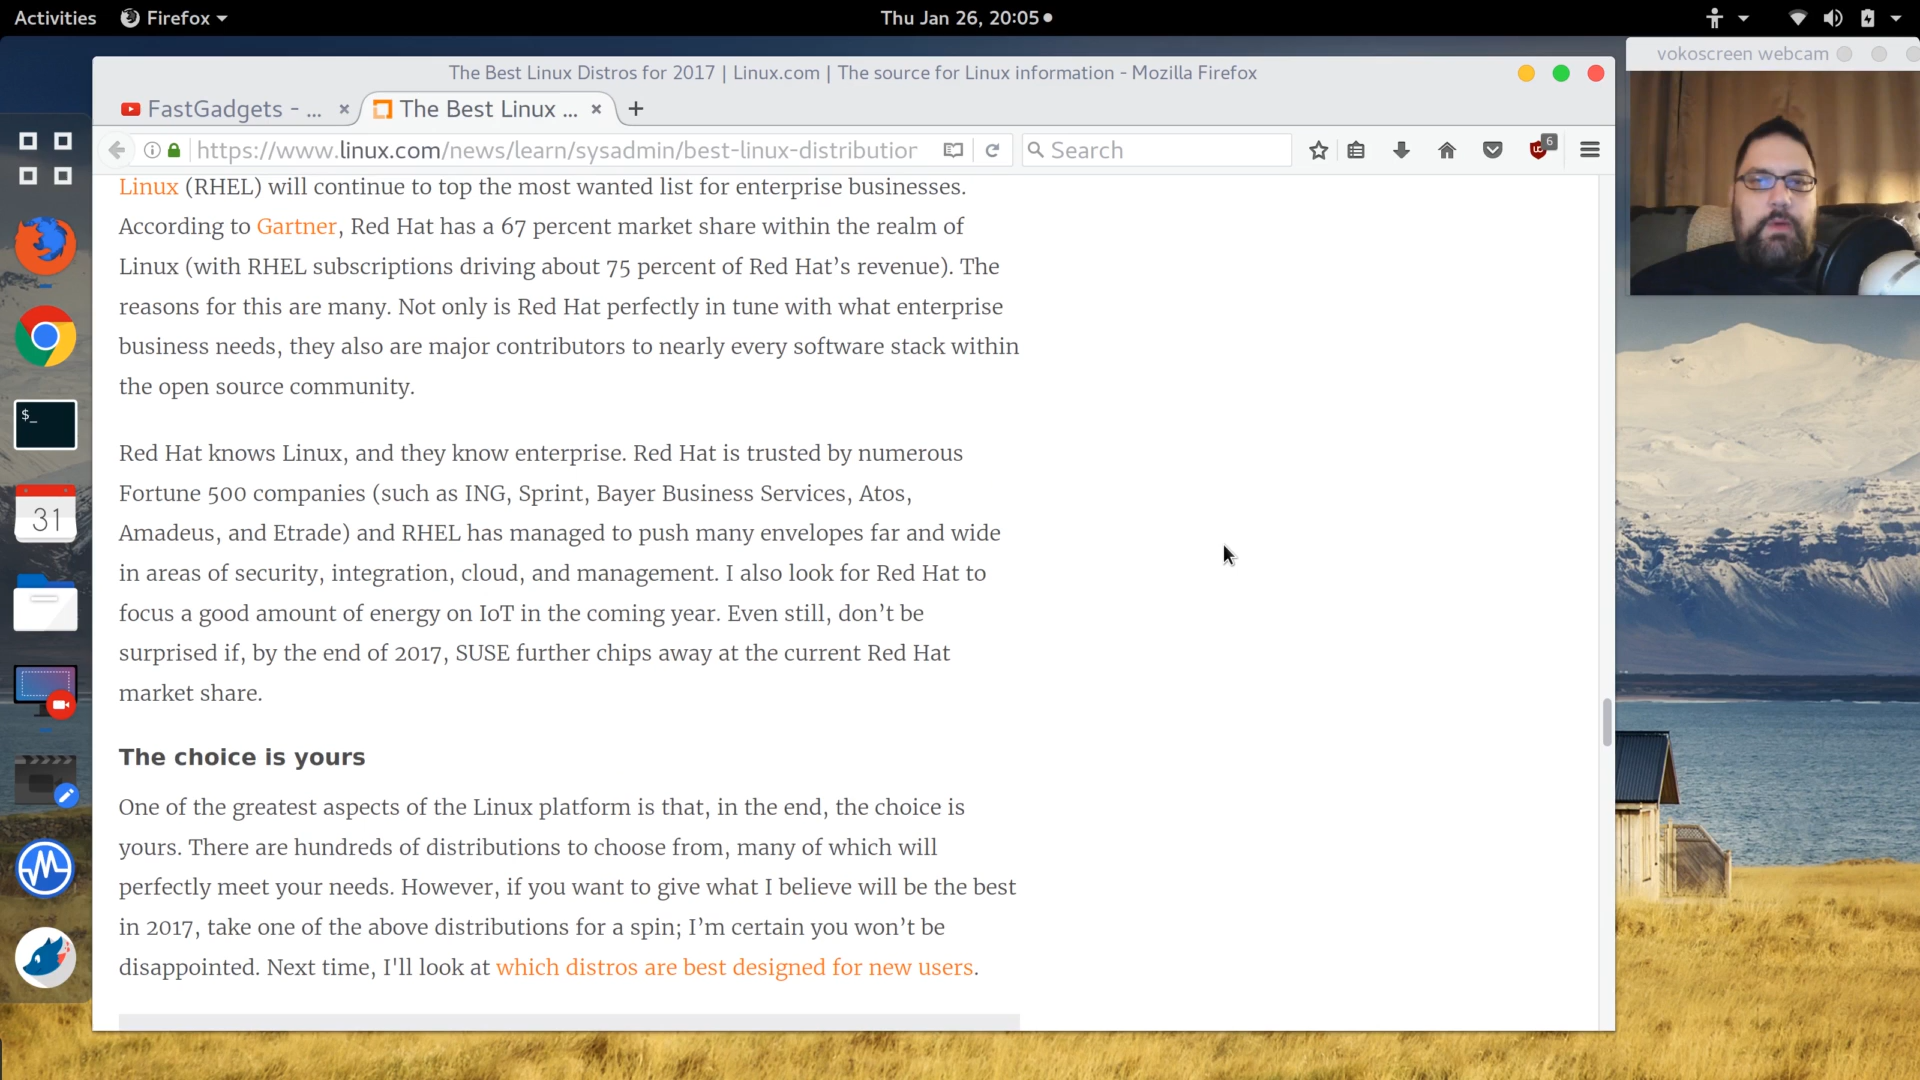 Activities Firefox Thu Jan 26, 20:05
vokoscreen webcam
The Best Linux Distros for 2017 | Linux.com | The source for Linux information - Mozilla Firefox
FastGadgets - ... × The Best Linux ... × +
https://www.linux.com/news/learn/sysadmin/best-linux-distribution Search 6
Linux (RHEL) will continue to top the most wanted list for enterprise businesses.
According to Gartner, Red Hat has a 67 percent market share within the realm of
Linux (with RHEL subscriptions driving about 75 percent of Red Hat’s revenue). The
reasons for this are many. Not only is Red Hat perfectly in tune with what enterprise
business needs, they also are major contributors to nearly every software stack within
the open source community.
$_
Red Hat knows Linux, and they know enterprise. Red Hat is trusted by numerous
Fortune 500 companies (such as ING, Sprint, Bayer Business Services, Atos,
31
Amadeus, and Etrade) and RHEL has managed to push many envelopes far and wide
in areas of security, integration, cloud, and management. I also look for Red Hat to
focus a good amount of energy on IoT in the coming year. Even still, don’t be
surprised if, by the end of 2017, SUSE further chips away at the current Red Hat
market share.
The choice is yours
One of the greatest aspects of the Linux platform is that, in the end, the choice is
yours. There are hundreds of distributions to choose from, many of which will
perfectly meet your needs. However, if you want to give what I believe will be the best
in 2017, take one of the above distributions for a spin; I’m certain you won’t be
disappointed. Next time, I'll look at which distros are best designed for new users.